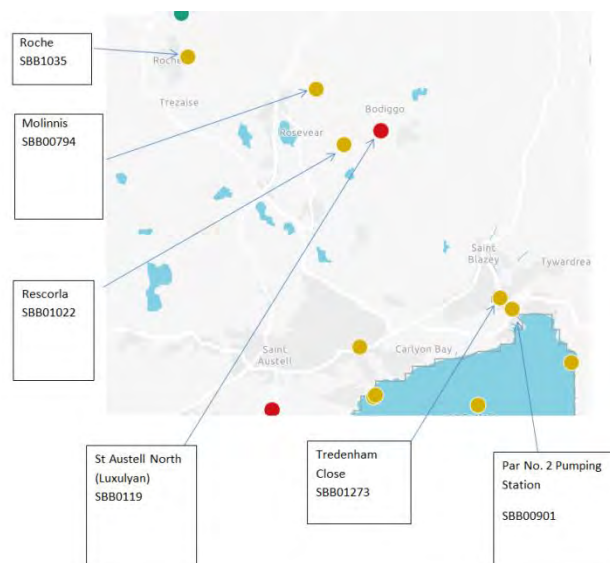 Roche
SBB1035
Roche
Trezaise
Bodiggo
Molinnis
SBB00794
Rosevear
Rescorla
SBB01022
Saint
Blazey
Tywardrea
Saint
Austell
Carlyon Bay
St Austell North
(Luxulyan)
SBB0119
Tredenham
Close
SBB01273
Par No. 2 Pumping
Station
SBB00901